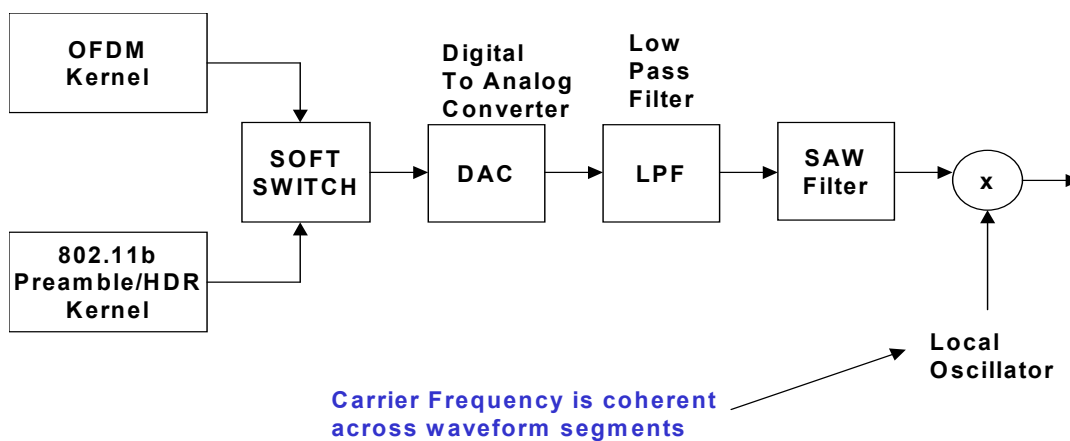 OFDM
Kernel
Digital
To Analog
Converter
Low
Pass
Filter
SOFT
SWITCH
DAC
LPF
SAW
Filter
x
802.11b
Preamble/HDR
Kernel
Local
Oscillator
Carrier Frequency is coherent
across waveform segments